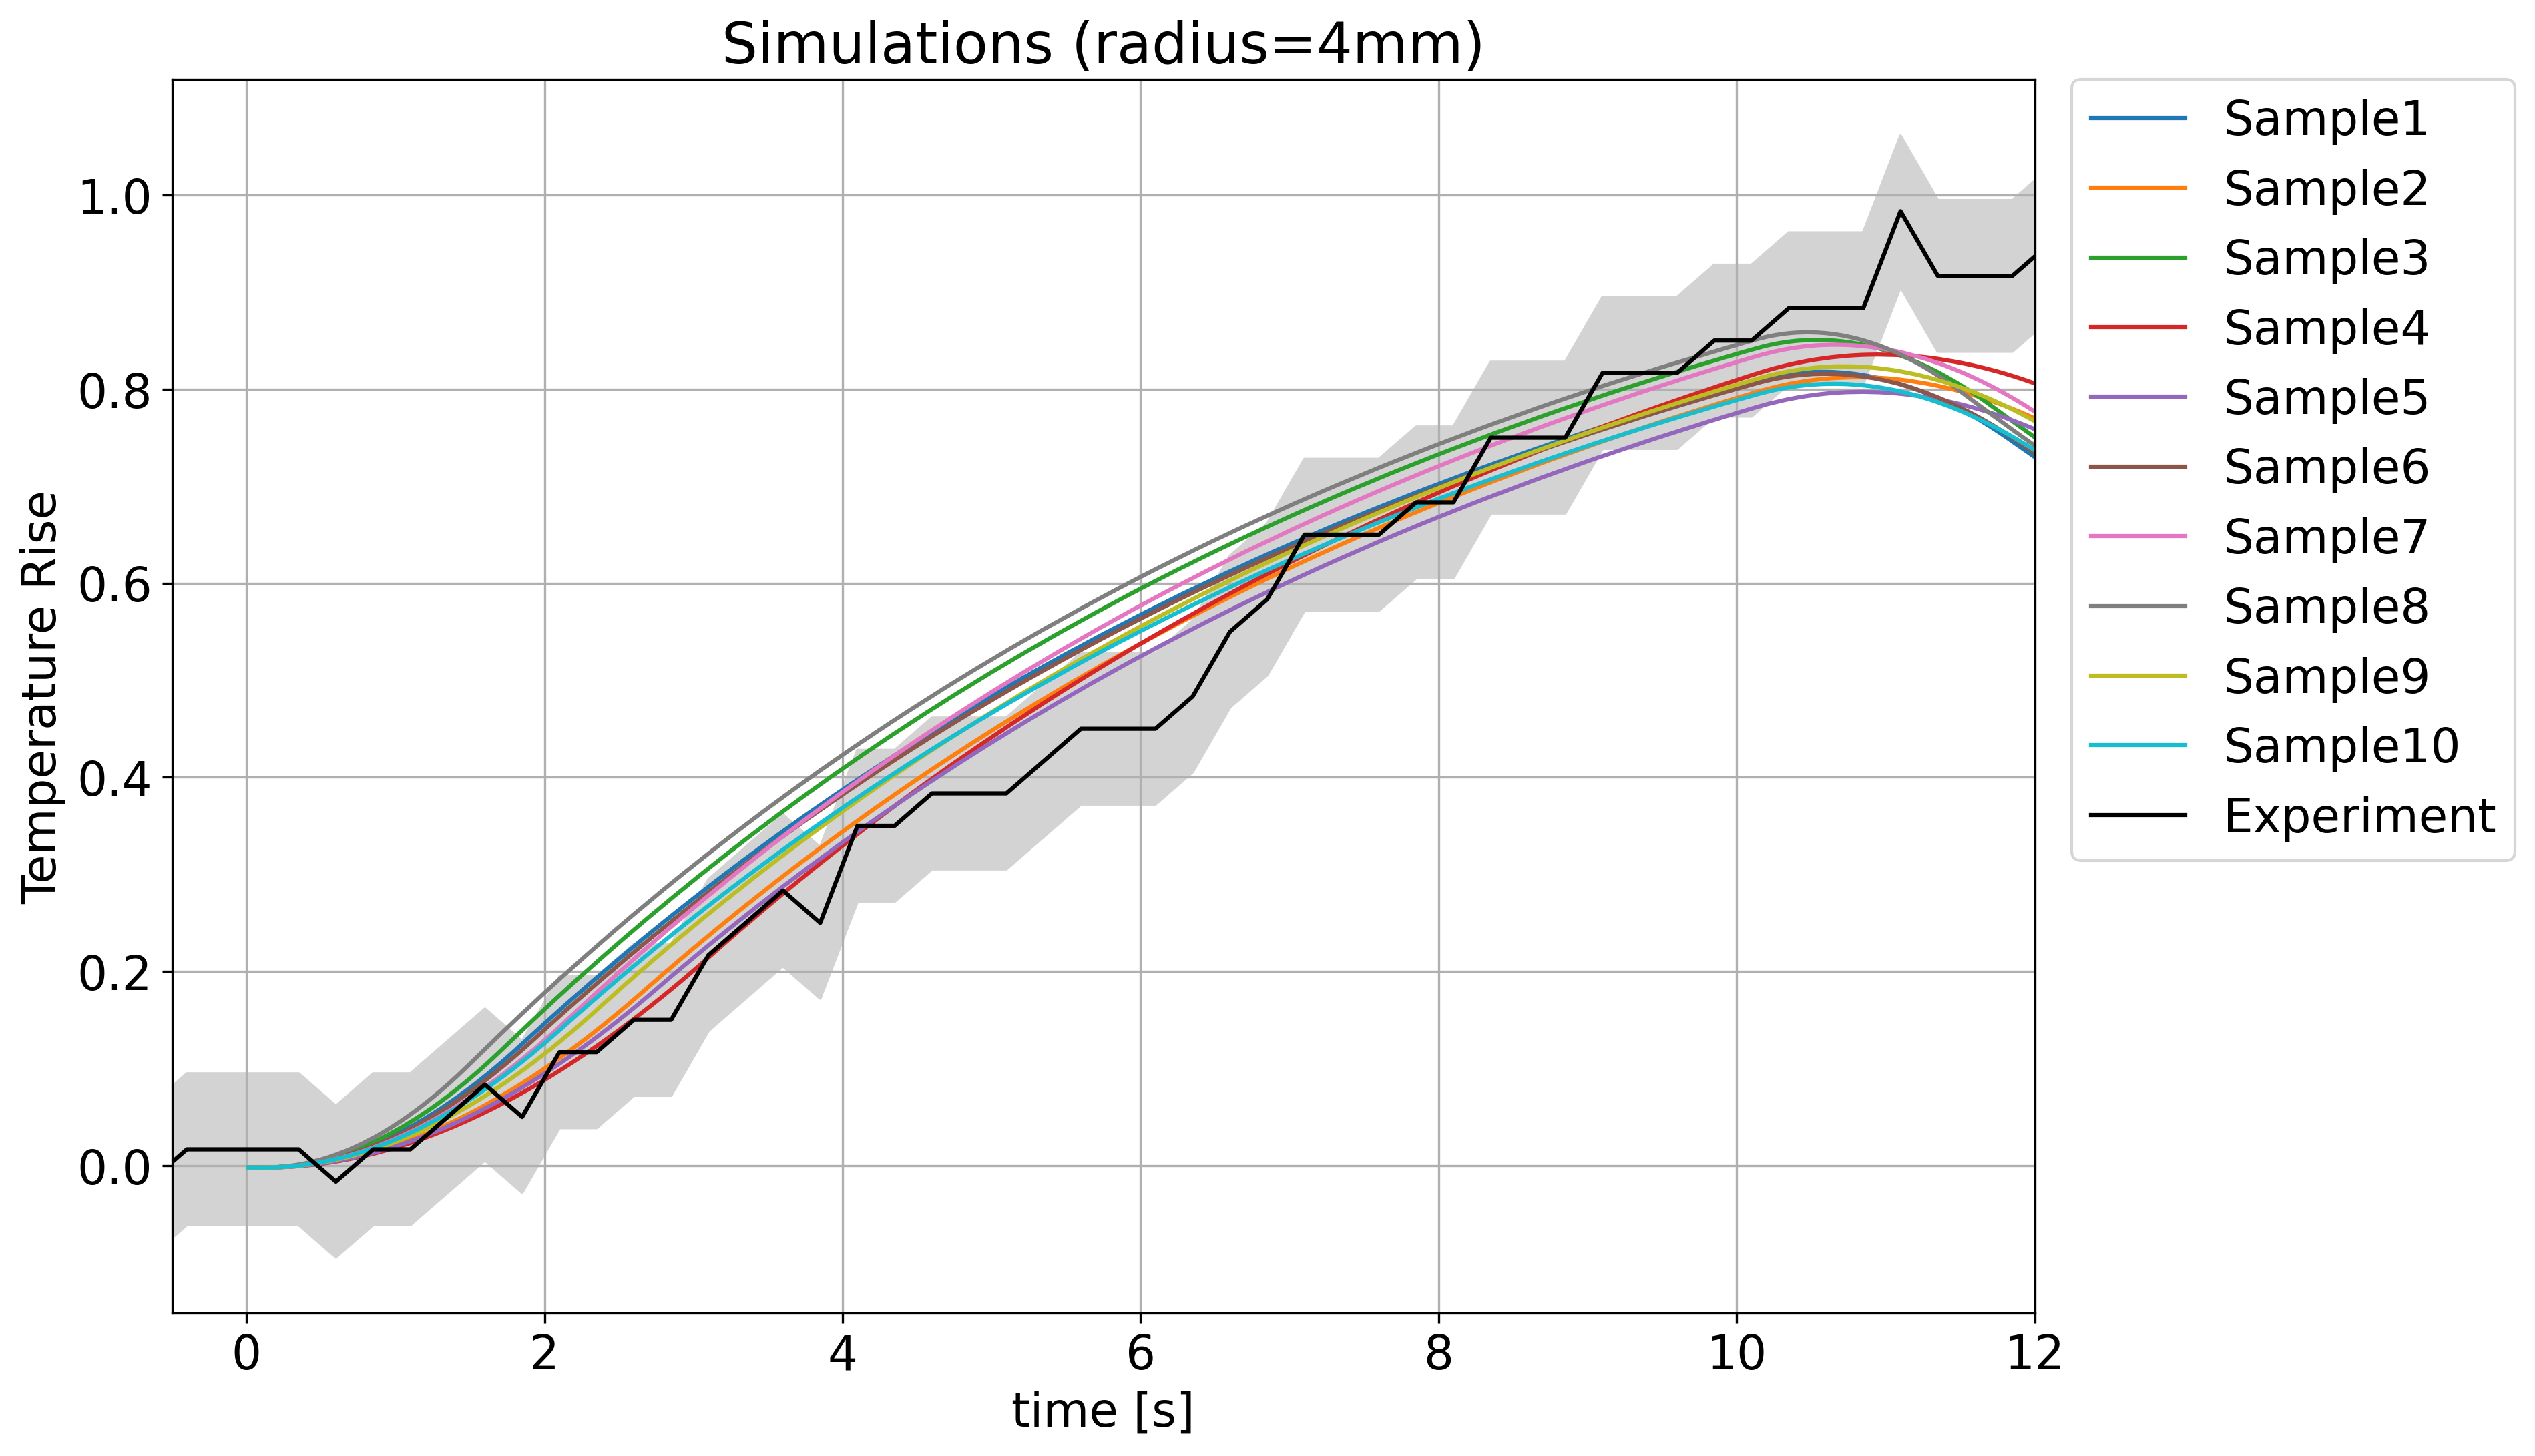 Simulations (radius=4mm)
Temperature Rise
1.0
0.8
0.6
0.4
0.2
0.0
0 2 4 6 8 10 12
time [s]
Sample1
Sample2
Sample3
Sample4
Sample5
Sample6
Sample7
Sample8
Sample9
Sample10
Experiment